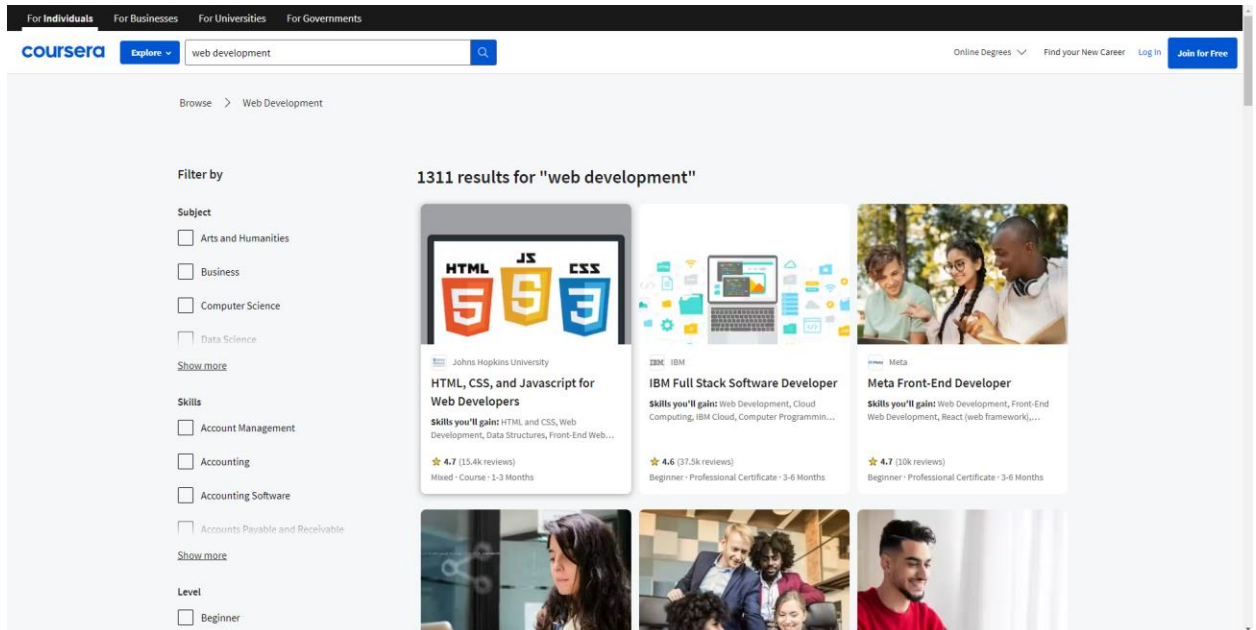 For Individuals For Businesses For Universities For Governments
coursera Explore web development Online Degrees Find your New Career Log In Join for Free
Browse > Web Development
Filter by
Subject
Arts and Humanities
Business
Computer Science
Data Science
Show more
Skills
Account Management
Accounting
Accounting Software
Accounts Payable and Receivable
Show more
Level
Beginner
1311 results for "web development"
HTML JS CSS
5 5 3
Johns Hopkins University
HTML, CSS, and Javascript for
Web Developers
Skills you'll gain: HTML and CSS, Web
Development, Data Structures, Front-End Web...
4.7 (15.4k reviews)
Mixed · Course · 1-3 Months
IBM IBM
IBM Full Stack Software Developer
Skills you'll gain: Web Development, Cloud
Computing, IBM Cloud, Computer Programmin...
4.6 (37.5k reviews)
Beginner · Professional Certificate · 3-6 Months
Meta
Meta Front-End Developer
Skills you'll gain: Web Development, Front-End
Web Development, React (web framework),...
4.7 (10k reviews)
Beginner · Professional Certificate · 3-6 Months